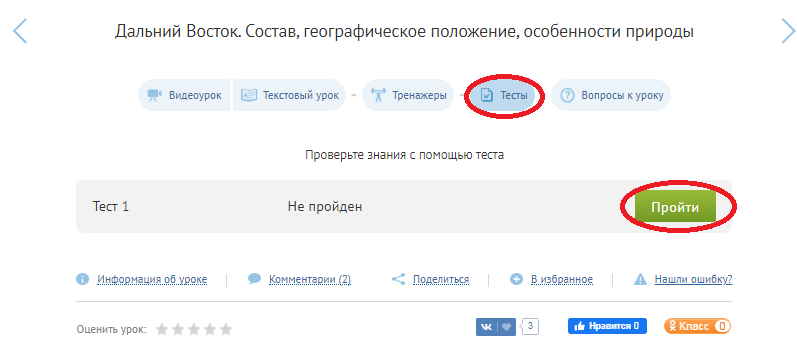 Дальний Восток. Состав, географическое положение, особенности природы
Видеоурок Текстовый урок Тренажеры Тесты Вопросы к уроку
Проверьте знания с помощью теста
Тест 1 Не пройден Пройти
Информация об уроке Комментарии (2) Поделиться В избранное Нашли ошибку?
Оценить урок: 3 Нравится 0 Класс 0